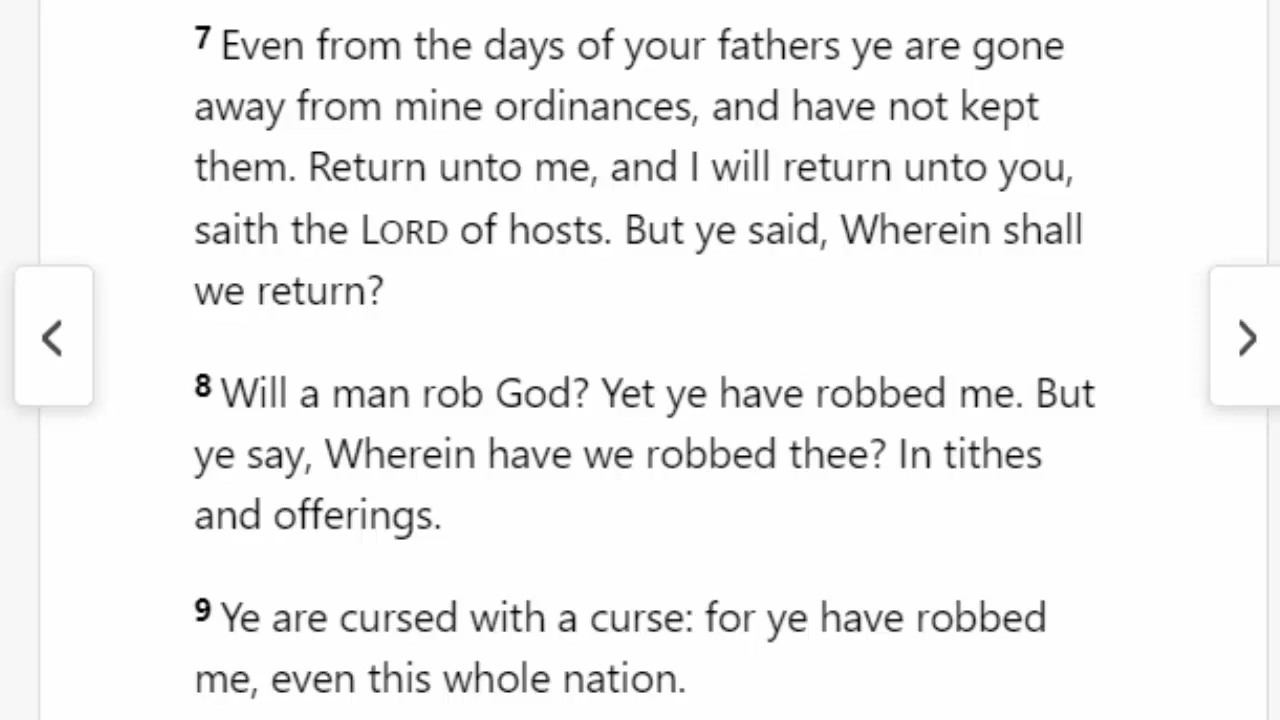 7 Even from the days of your fathers ye are gone
away from mine ordinances, and have not kept
them. Return unto me, and I will return unto you,
saith the LORD of hosts. But ye said, Wherein shall
we return?
8 Will a man rob God? Yet ye have robbed me. But
ye say, Wherein have we robbed thee? In tithes
and offerings.
9 Ye are cursed with a curse: for ye have robbed
me, even this whole nation.